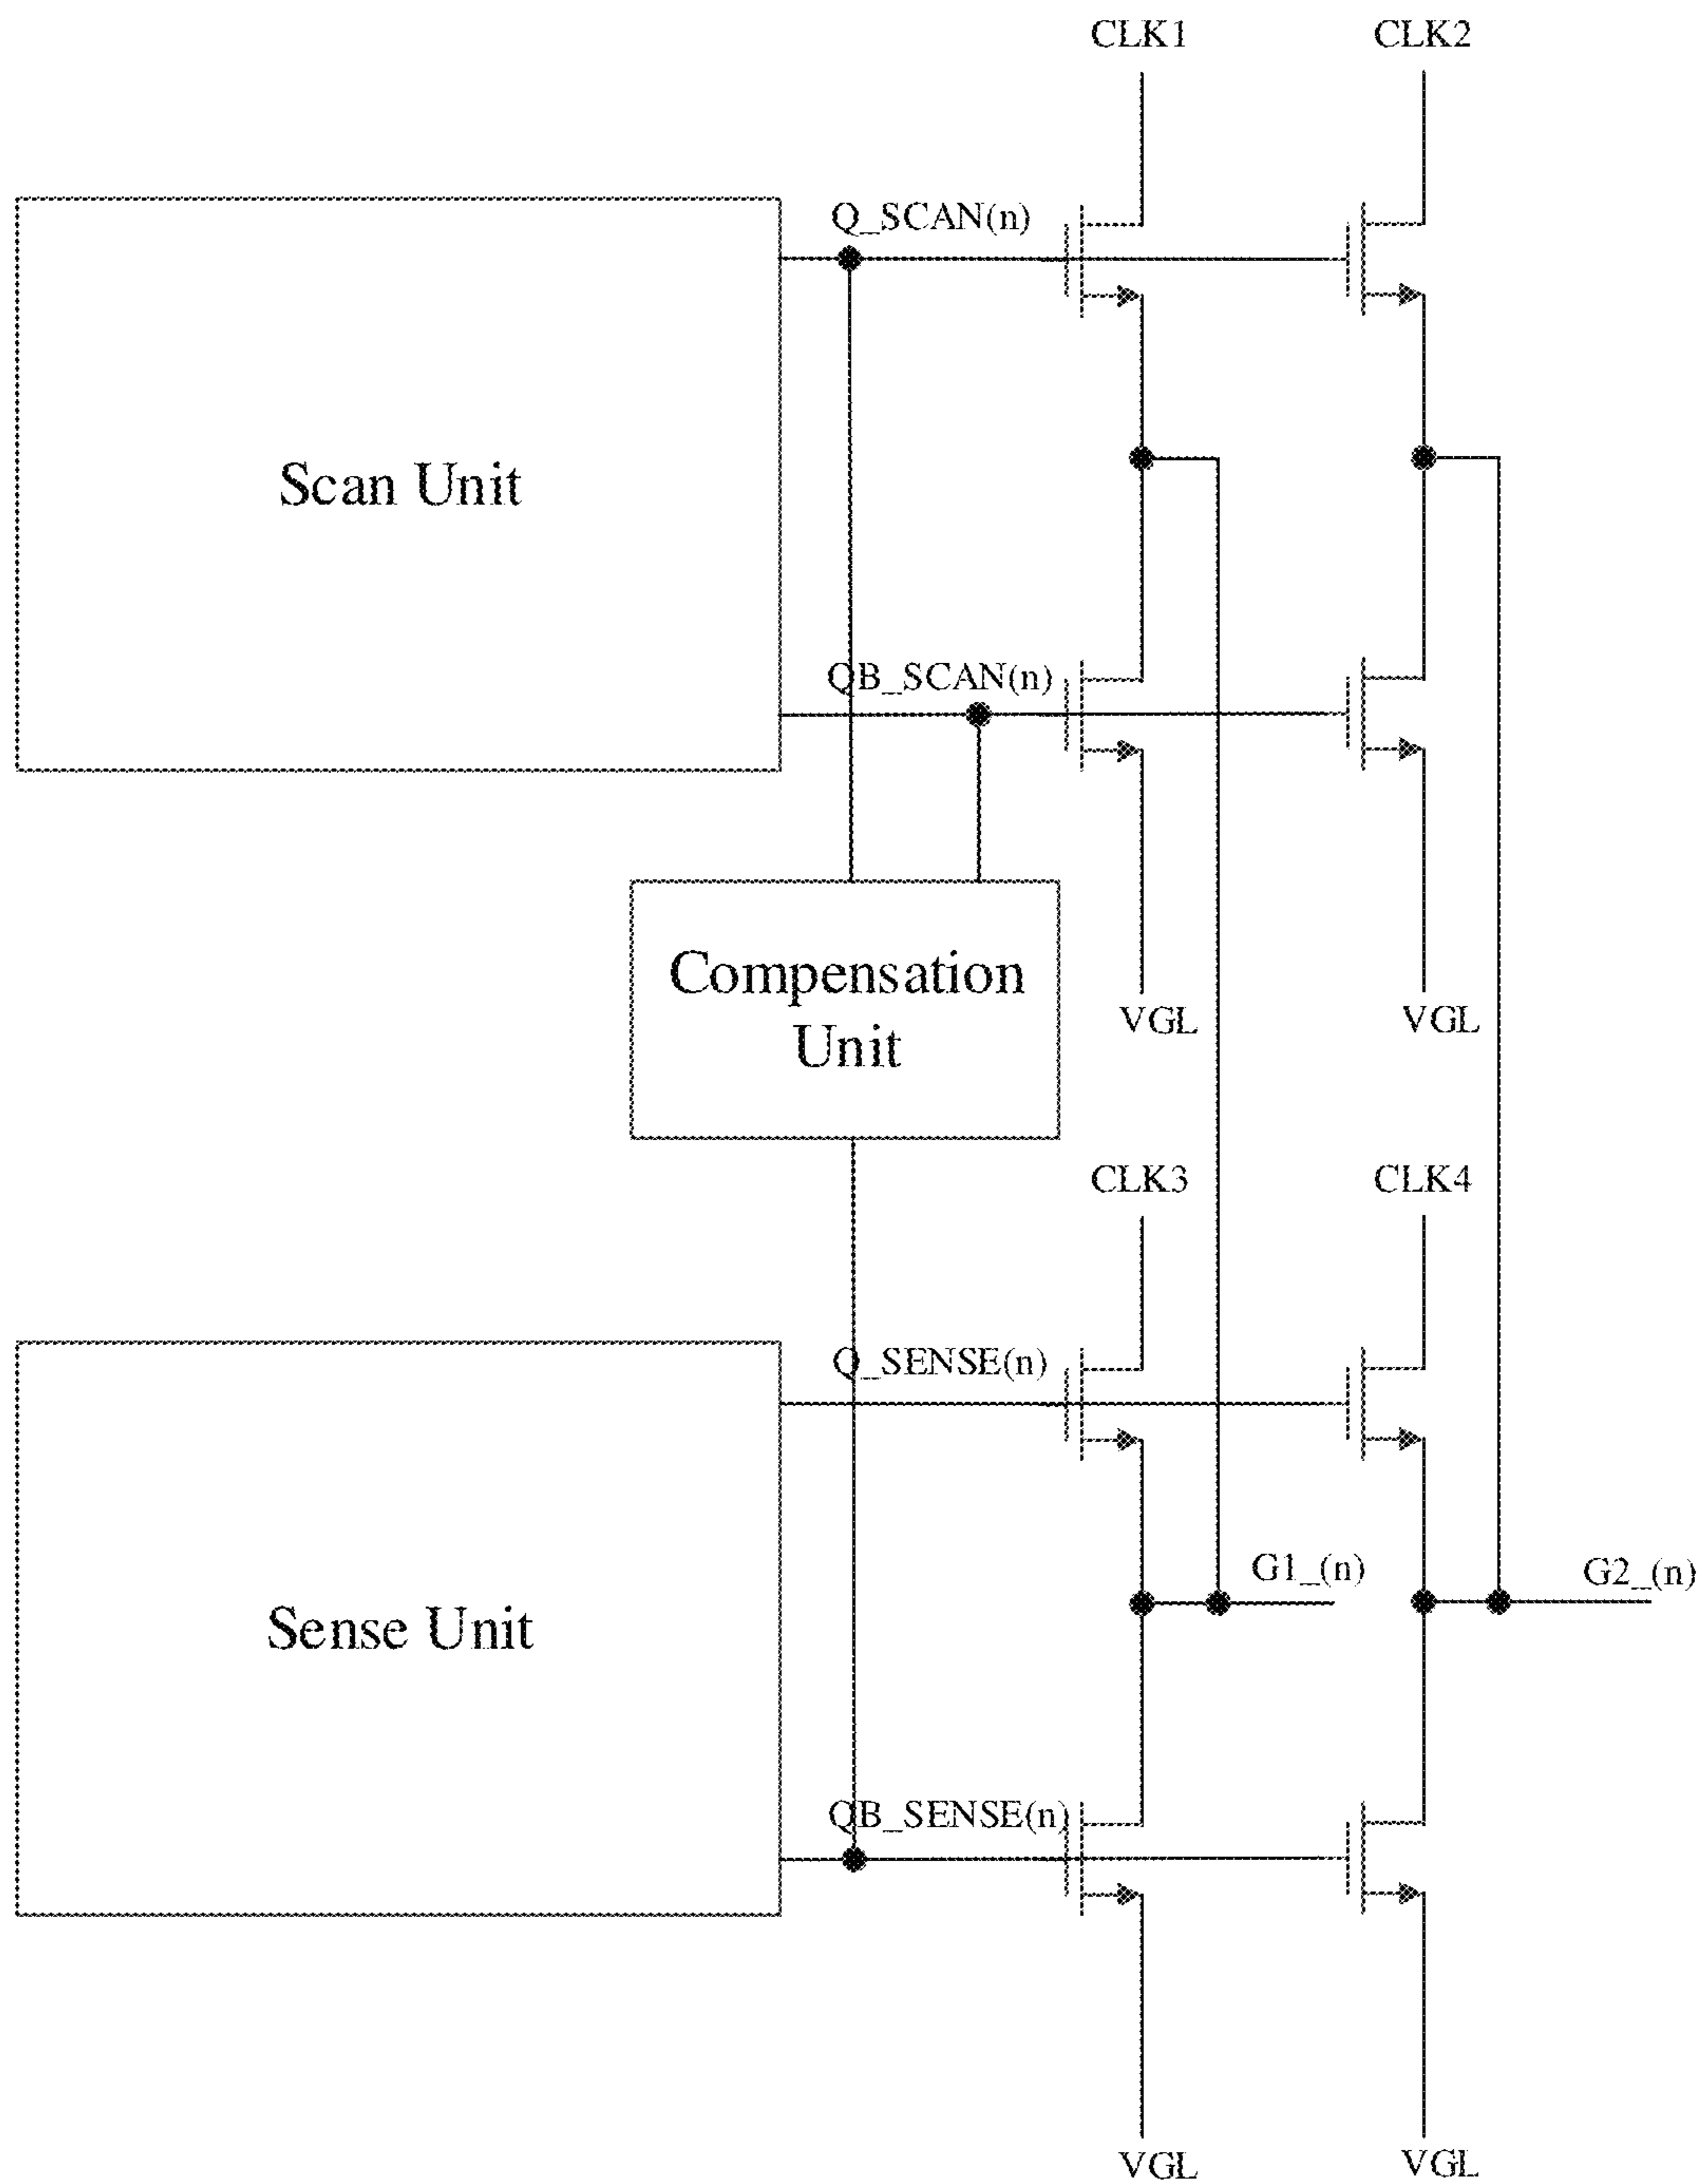 CLK1
CLK2
Q_SCAN(n)
Scan Unit
QB_SCAN(n)
Compensation
Unit
VGL
VGL
CLK3
CLK4
Q_SENSE(n)
G1_(n)
G2_(n)
Sense Unit
QB_SENSE(n)
VGL
VGL